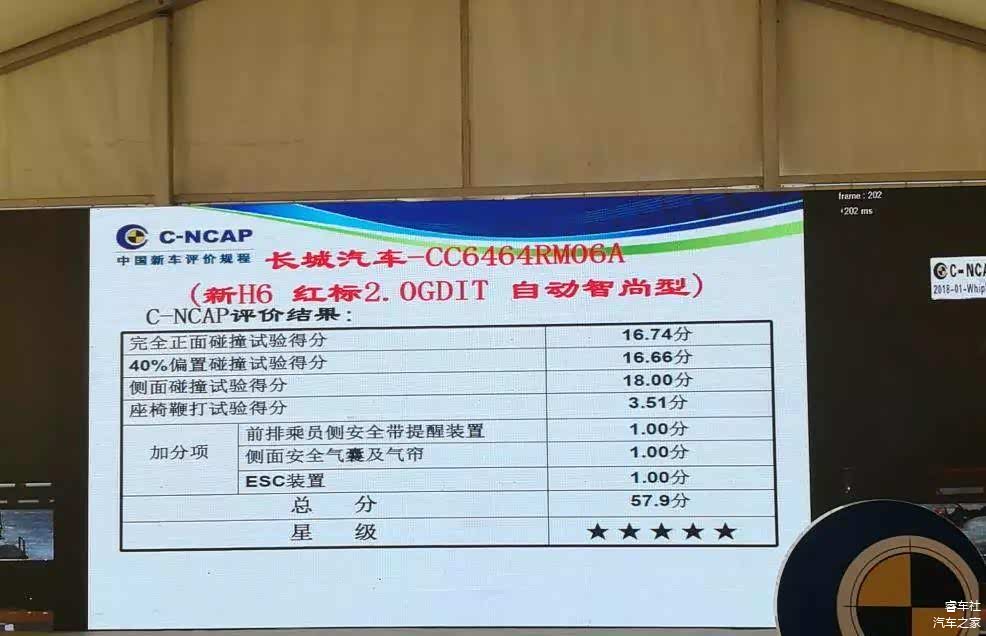 frame : 202
+202 ms
C-NCAP
中国新车评价规程
长城汽车-CC6464RM06A
(新H6 红标2.0GDIT 自动智尚型)
C-NCAP评价结果:
完全正面碰撞试验得分 16.74分
40%偏置碰撞试验得分 16.66分
侧面碰撞试验得分 18.00分
座椅鞭打试验得分 3.51分
加分项
前排乘员侧安全带提醒装置 1.00分
侧面安全气囊及气帘 1.00分
ESC装置 1.00分
总 分 57.9分
星 级 ★★★★★
C-NCA
2018-01-Whip
睿车社
汽车之家